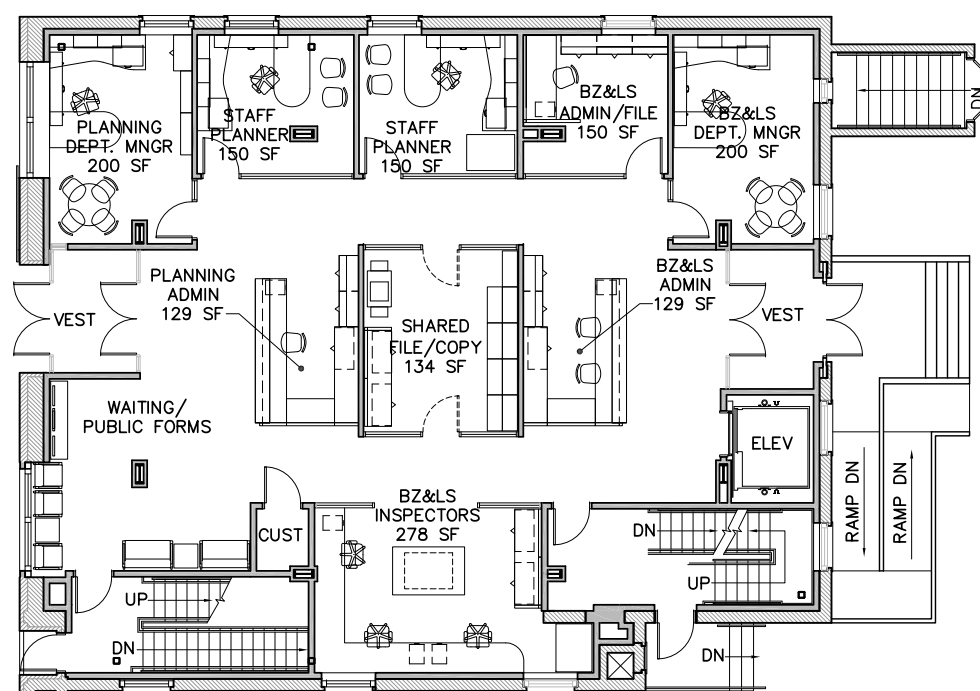 PLANNING
DEPT. MNGR
200 SF
STAFF
PLANNER
150 SF
STAFF
PLANNER
150 SF
BZ&LS
ADMIN/FILE
150 SF
BZ&LS
DEPT. MNGR
200 SF
DN
VEST
PLANNING
ADMIN
129 SF
SHARED
FILE/COPY
134 SF
BZ&LS
ADMIN
129 SF
VEST
WAITING/
PUBLIC FORMS
ELEV
RAMP DN
RAMP DN
CUST
BZ&LS
INSPECTORS
278 SF
DN
UP
UP
DN
DN